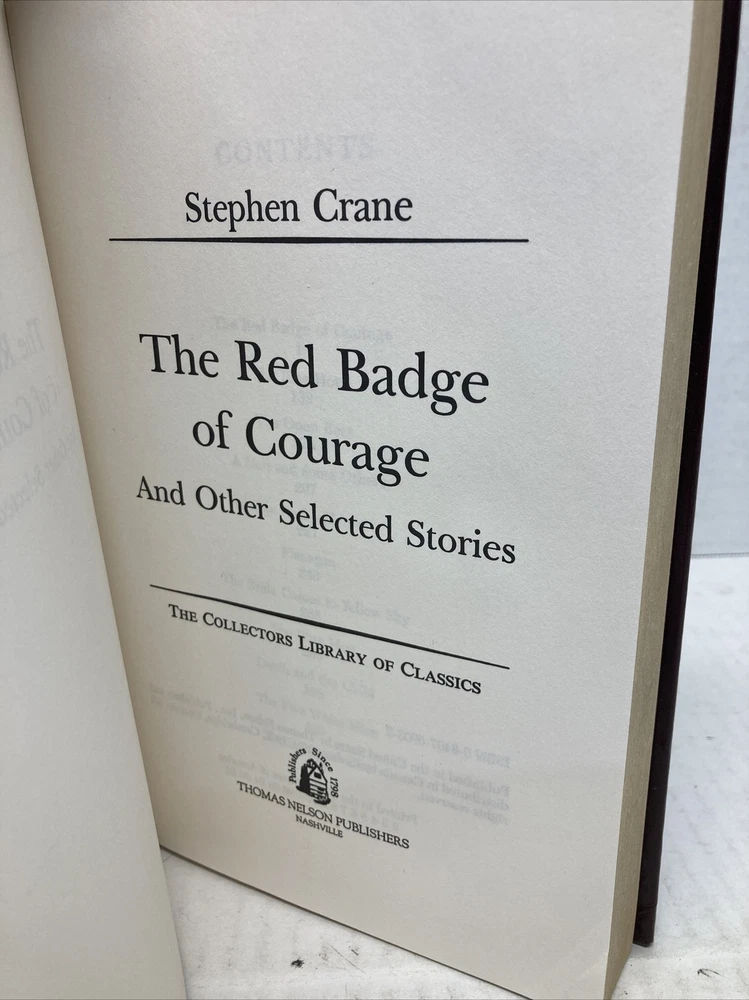 CONTENTS
Stephen Crane
The Red Badge
of Courage
And Other Selected Stories
THE COLLECTORS LIBRARY OF CLASSICS
Publishers Since 1798
THOMAS NELSON PUBLISHERS
NASHVILLE